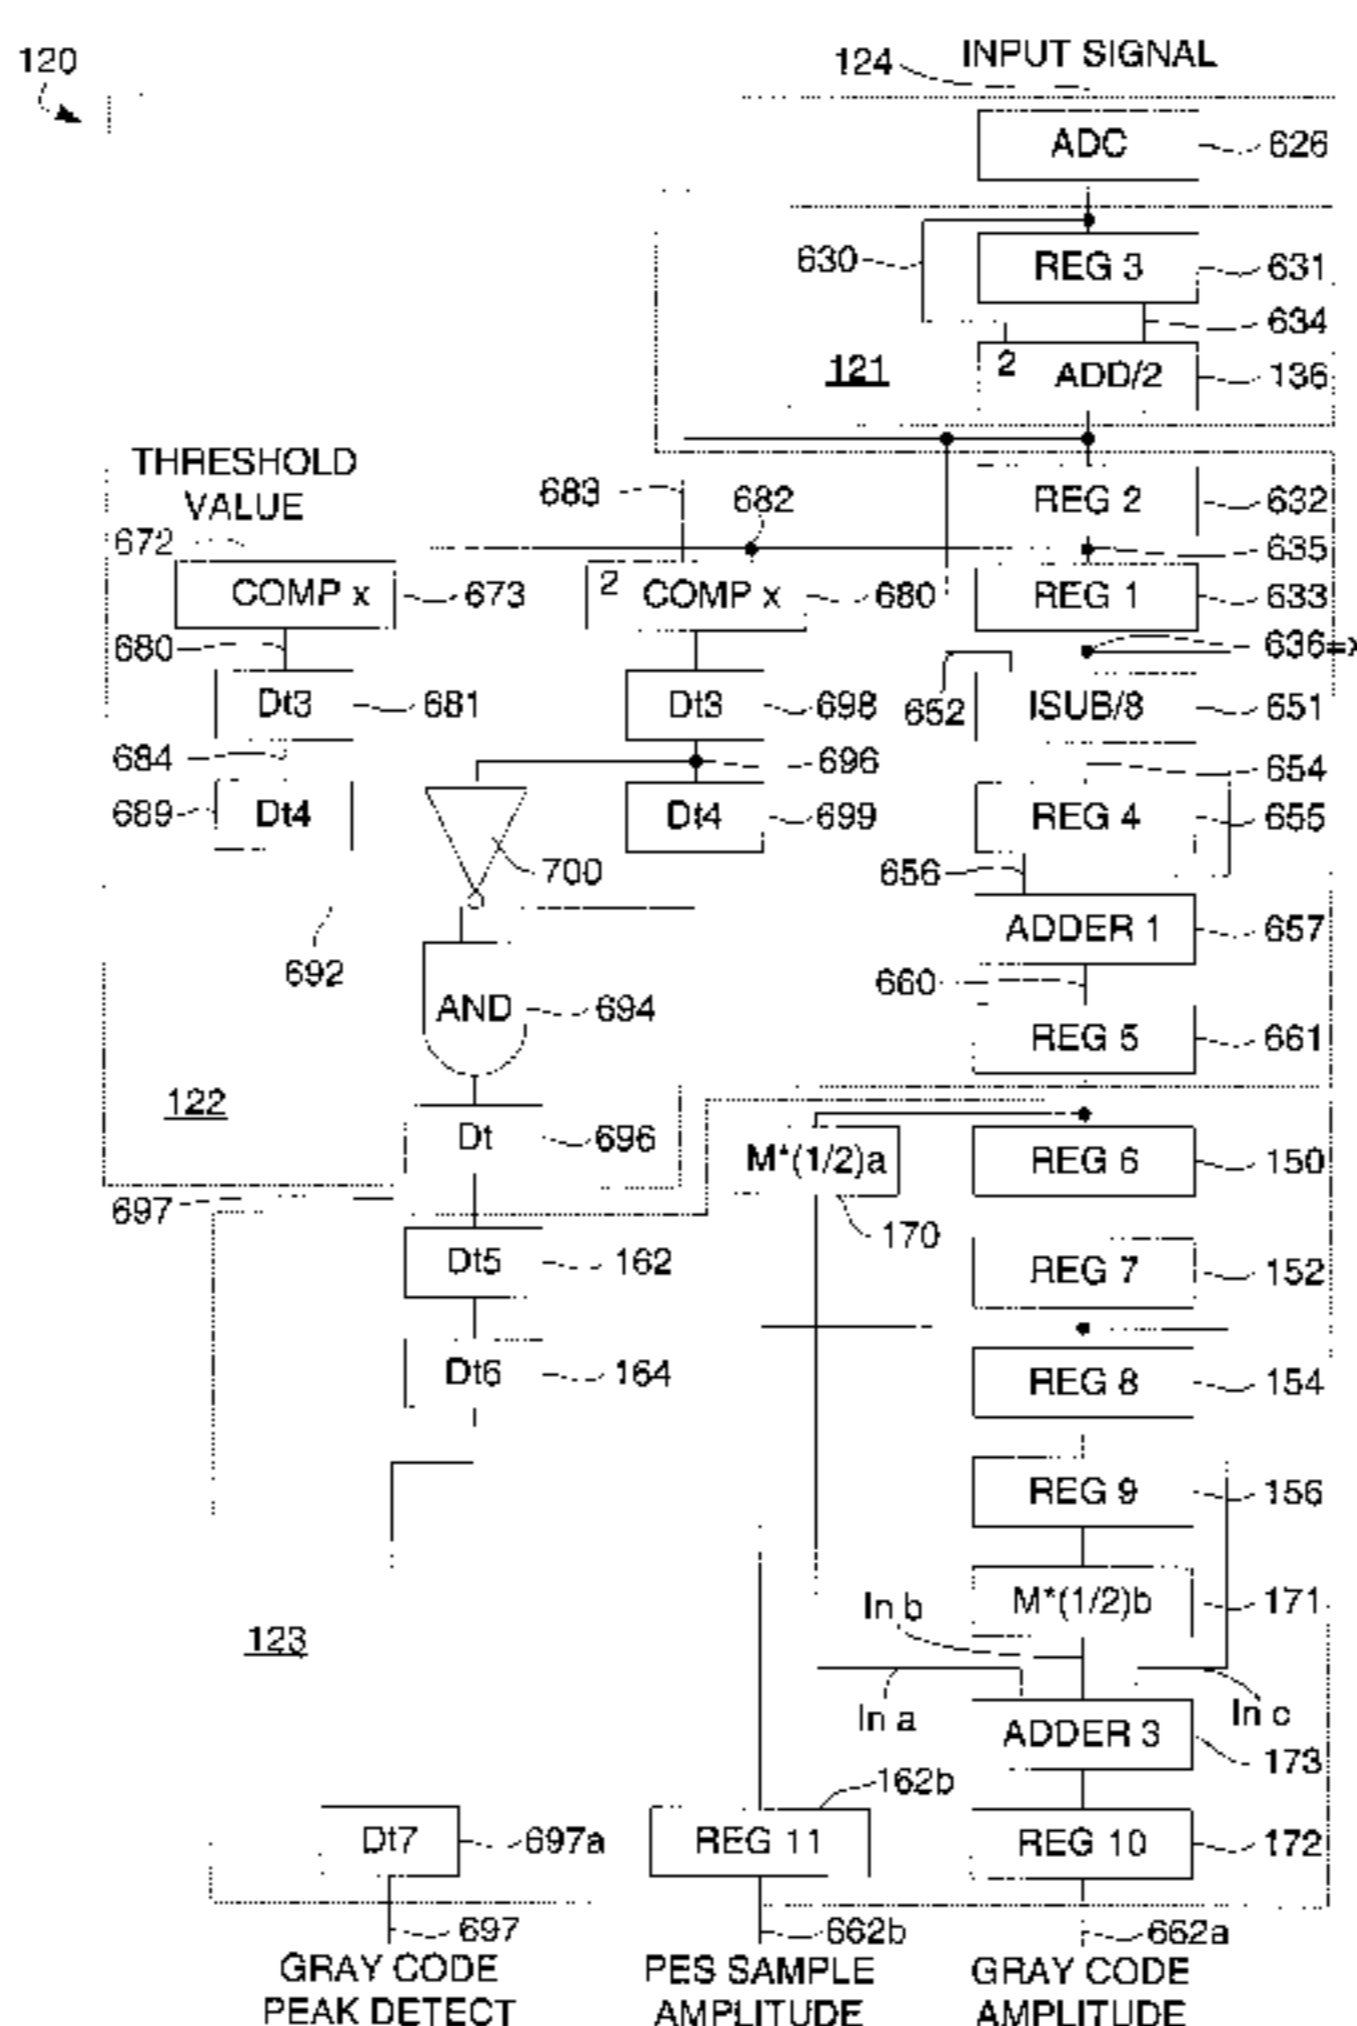 120
124 INPUT SIGNAL
ADC 626
630 REG 3 631
634
121 2 ADD/2 136
THRESHOLD
VALUE
683 682 REG 2 632
672 635
COMP x 673 2 COMP x 680 REG 1 633
680 636
Dt3 681 Dt3 698 652 ISUB/8 651
684 696 654
689 Dt4 Dt4 699 REG 4 655
700 656
692 ADDER 1 657
AND 694 660
REG 5 661
122
Dt 696 M*(1/2)a REG 6 150
697 170
Dt5 162 REG 7 152
Dt6 164 REG 8 154
REG 9 156
In b M*(1/2)b 171
123
In a In c
ADDER 3 173
162b
Dt7 697a REG 11 REG 10 172
697 662b 662a
GRAY CODE PES SAMPLE GRAY CODE
PEAK DETECT AMPLITUDE AMPLITUDE